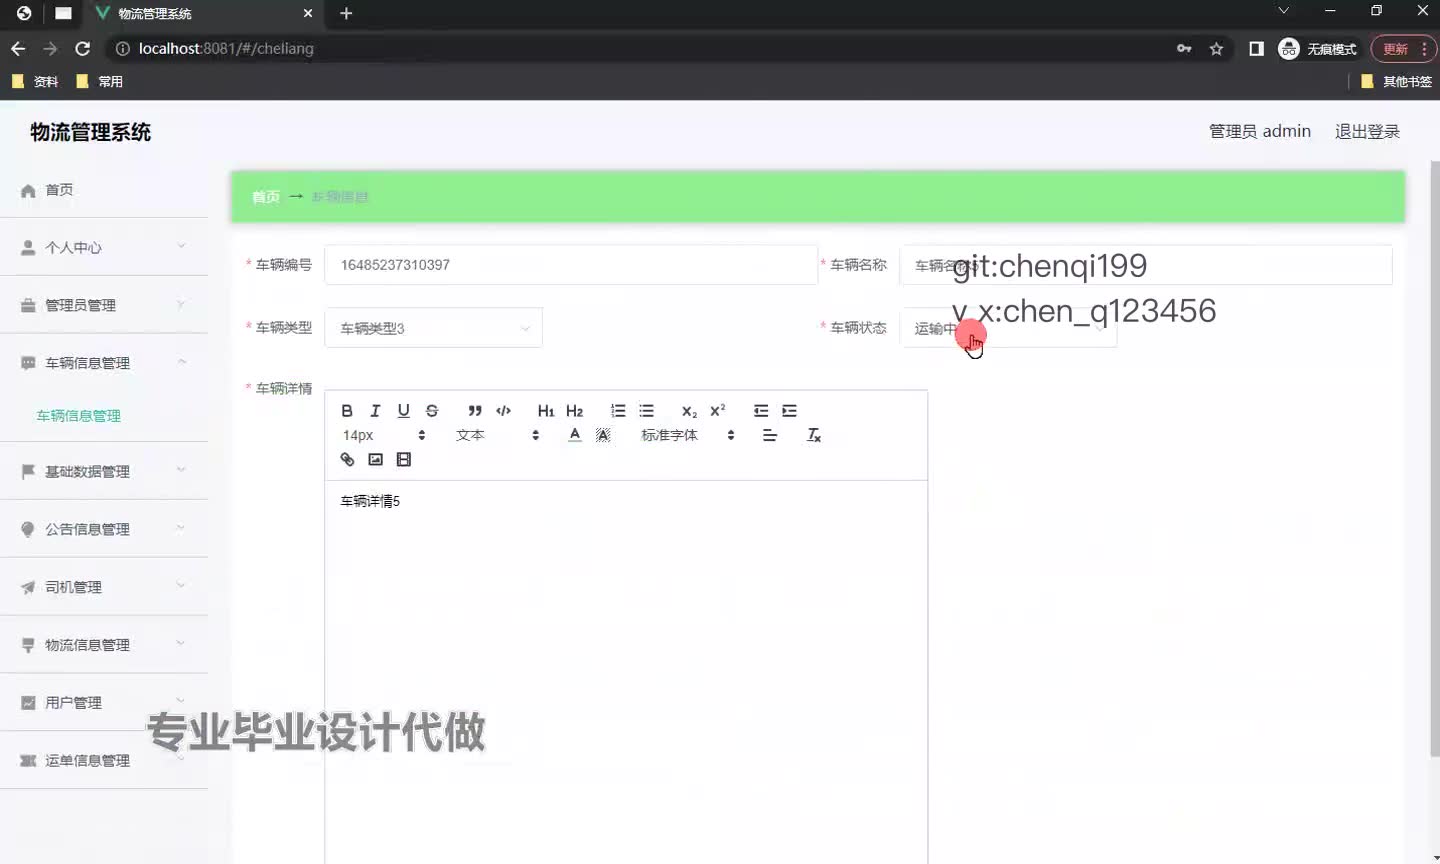 物流管理系统
localhost:8081/#/cheliang
无痕模式
更新
资料
常用
其他书签
物流管理系统
管理员 admin
退出登录
首页
个人中心
管理员管理
车辆信息管理
车辆信息管理
基础数据管理
公告信息管理
司机管理
物流信息管理
用户管理
运单信息管理
首页 → 车辆信息
* 车辆编号
16485237310397
* 车辆名称
车辆名称5
git:chenqi199
* 车辆类型
车辆类型3
* 车辆状态
运输中
v_x:chen_q123456
* 车辆详情
B I U S ” </> H1 H2 X2 X2
14px 文本 A A 标准字体 Tx
车辆详情5
专业毕业设计代做